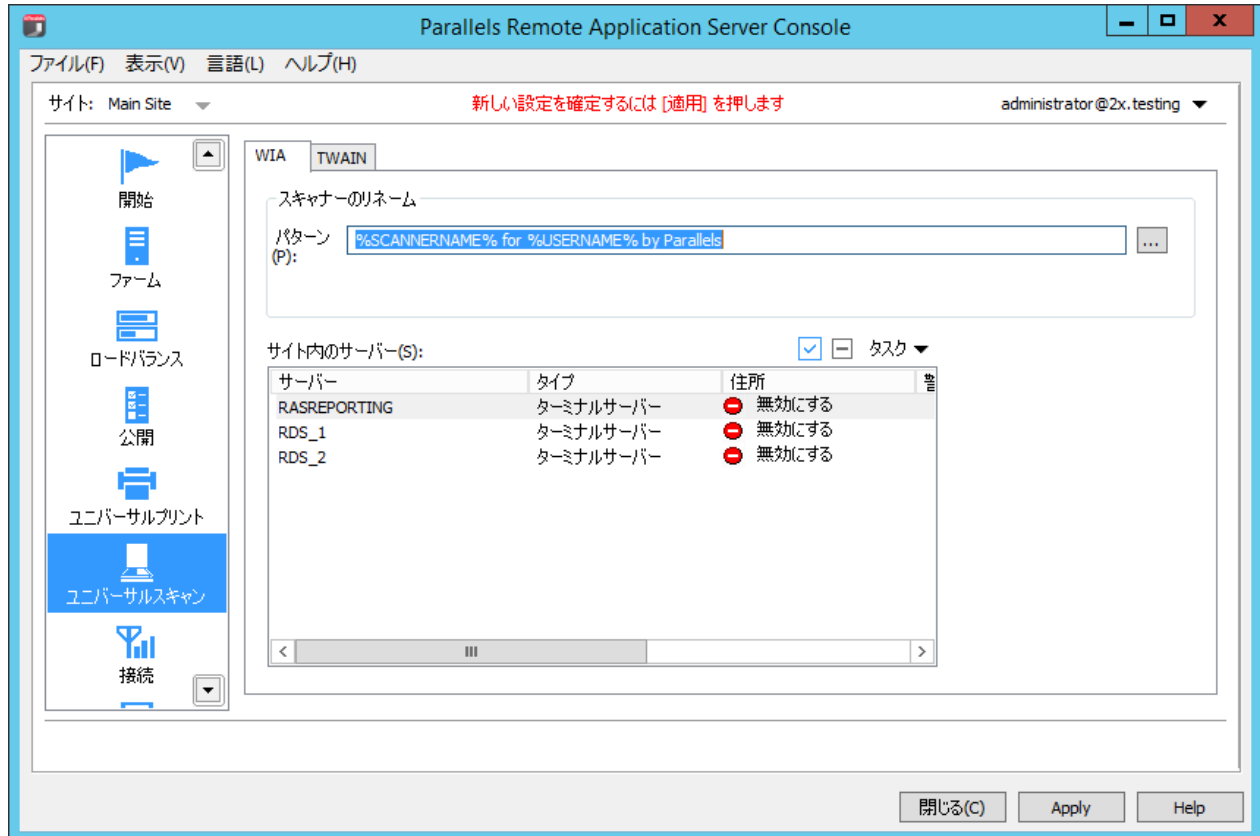 Parallels Remote Application Server Console
ファイル(F) 表示(V) 言語(L) ヘルプ(H)
サイト: Main Site 新しい設定を確定するには [適用] を押します administrator@2x.testing
開始
ファーム
ロードバランス
公開
ユニバーサルプリント
ユニバーサルスキャン
接続
WIA TWAIN
スキャナーのリネーム
パターン
(P):
%SCANNERNAME% for %USERNAME% by Parallels
...
サイト内のサーバー(S): タスク
サーバー タイプ 住所
RASREPORTING ターミナルサーバー 無効にする
RDS_1 ターミナルサーバー 無効にする
RDS_2 ターミナルサーバー 無効にする
閉じる(C) Apply Help